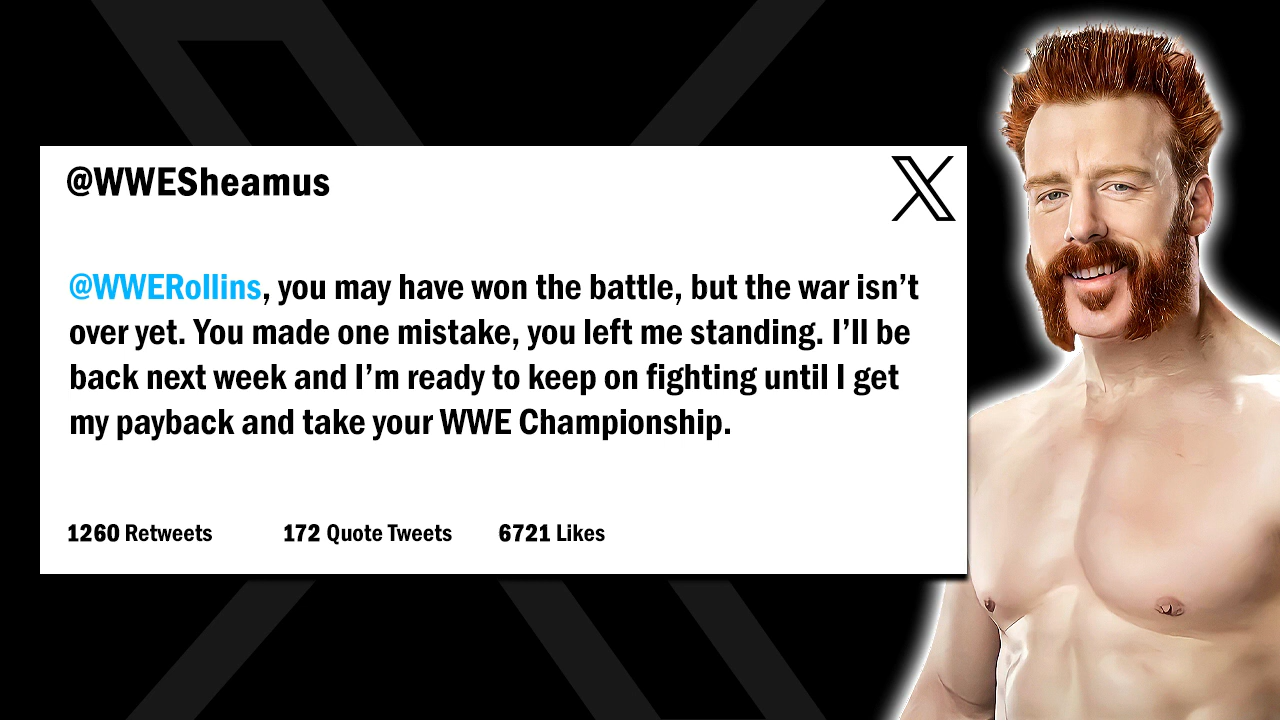 @WWESheamus
@WWERollins, you may have won the battle, but the war isn’t
over yet. You made one mistake, you left me standing. I’ll be
back next week and I’m ready to keep on fighting until I get
my payback and take your WWE Championship.
1260 Retweets 172 Quote Tweets 6721 Likes